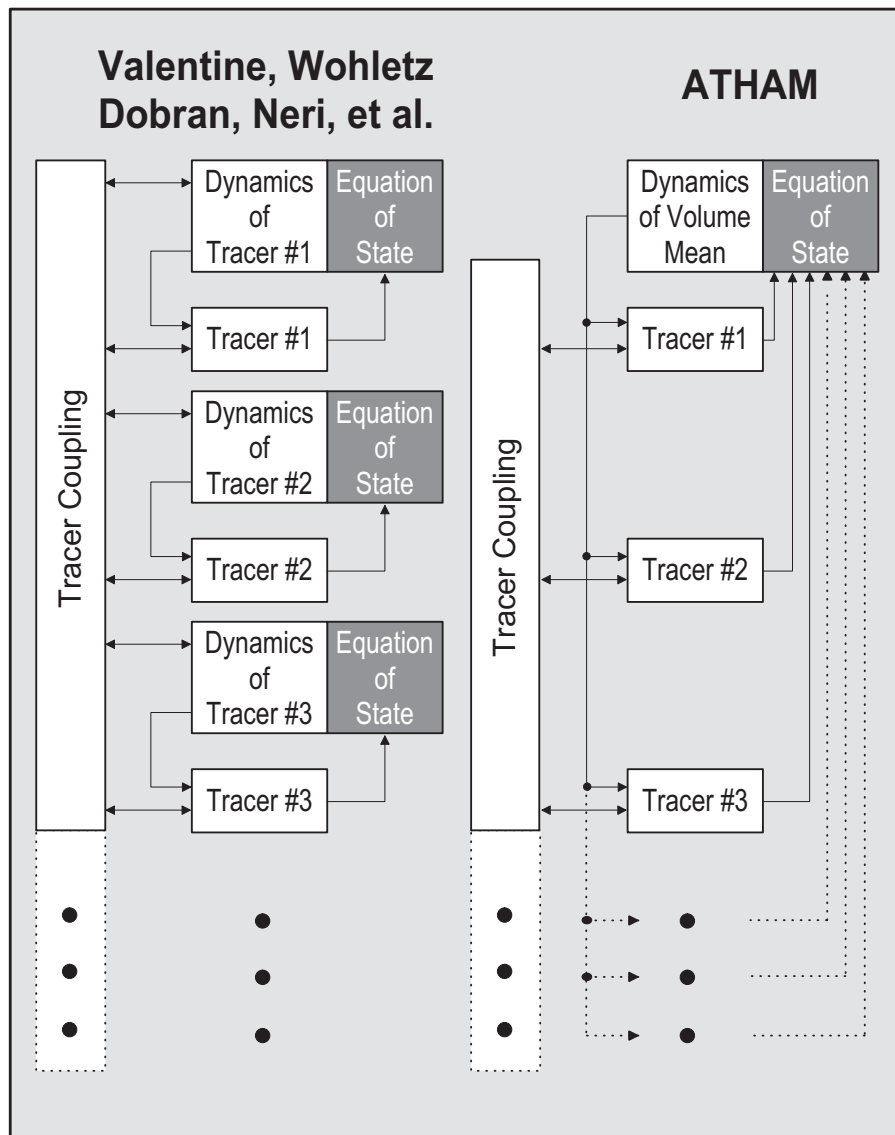 Valentine, Wohletz
Dobran, Neri, et al.
Tracer Coupling
Dynamics
of
Tracer #1
Equation
of
State
Tracer #1
Dynamics
of
Tracer #2
Equation
of
State
Tracer #2
Dynamics
of
Tracer #3
Equation
of
State
Tracer #3
ATHAM
Tracer Coupling
Dynamics
of Volume
Mean
Equation
of
State
Tracer #1
Tracer #2
Tracer #3